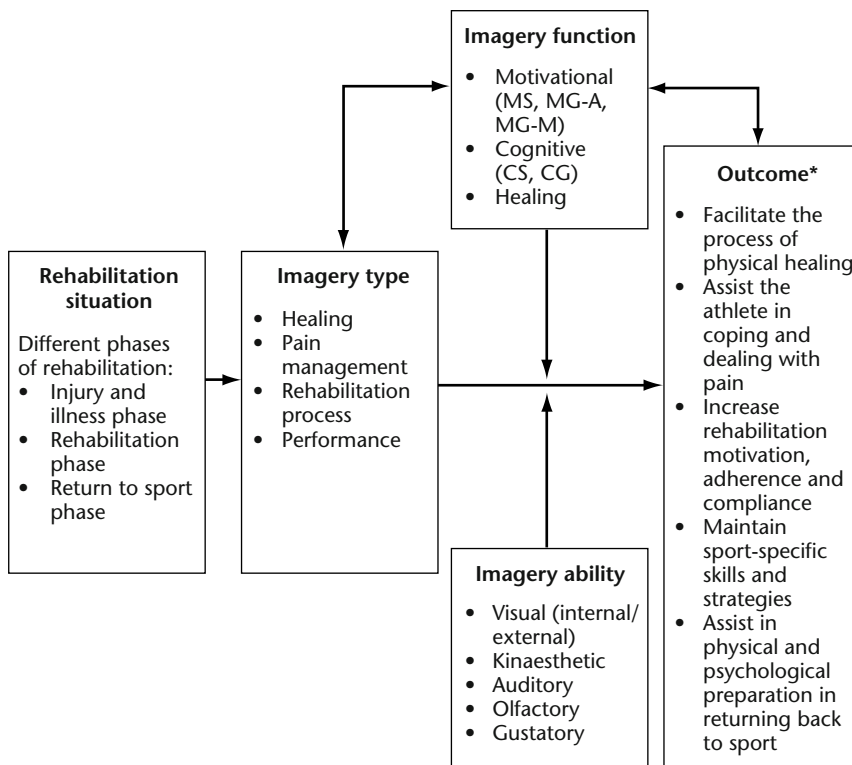 Imagery function
• Motivational
(MS, MG-A,
MG-M)
• Cognitive
(CS, CG)
• Healing
Rehabilitation
situation
Different phases
of rehabilitation:
• Injury and
illness phase
• Rehabilitation
phase
• Return to sport
phase
Imagery type
• Healing
• Pain
management
• Rehabilitation
process
• Performance
Imagery ability
• Visual (internal/
external)
• Kinaesthetic
• Auditory
• Olfactory
• Gustatory
Outcome*
• Facilitate the
process of
physical healing
• Assist the
athlete in
coping and
dealing with
pain
• Increase
rehabilitation
motivation,
adherence and
compliance
• Maintain
sport-specific
skills and
strategies
• Assist in
physical and
psychological
preparation in
returning back
to sport